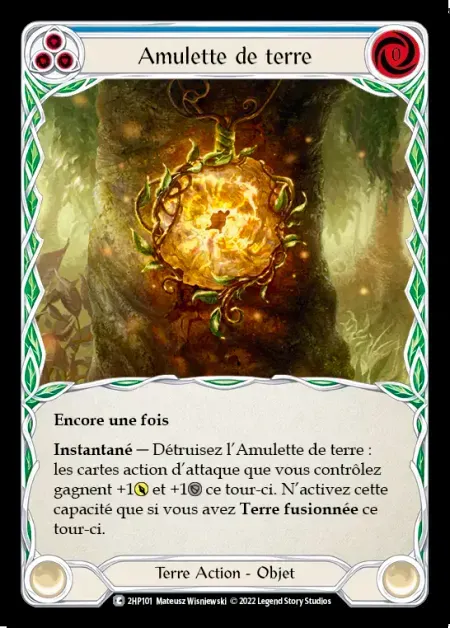 Amulette de terre
0
Encore une fois
Instantané — Détruisez l'Amulette de terre :
les cartes action d'attaque que vous contrôlez
gagnent +1 et +1 ce tour-ci. N'activez cette
capacité que si vous avez Terre fusionnée ce
tour-ci.
Terre Action - Objet
C 2HP101 Mateusz Wisniewski © 2022 Legend Story Studios